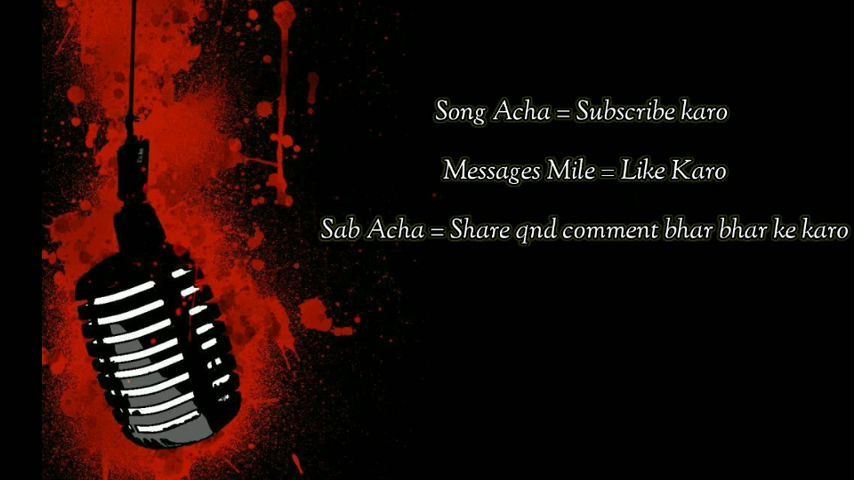 Song Acha = Subscribe karo
Messages Mile = Like Karo
Sab Acha = Share qnd comment bhar bhar ke karo